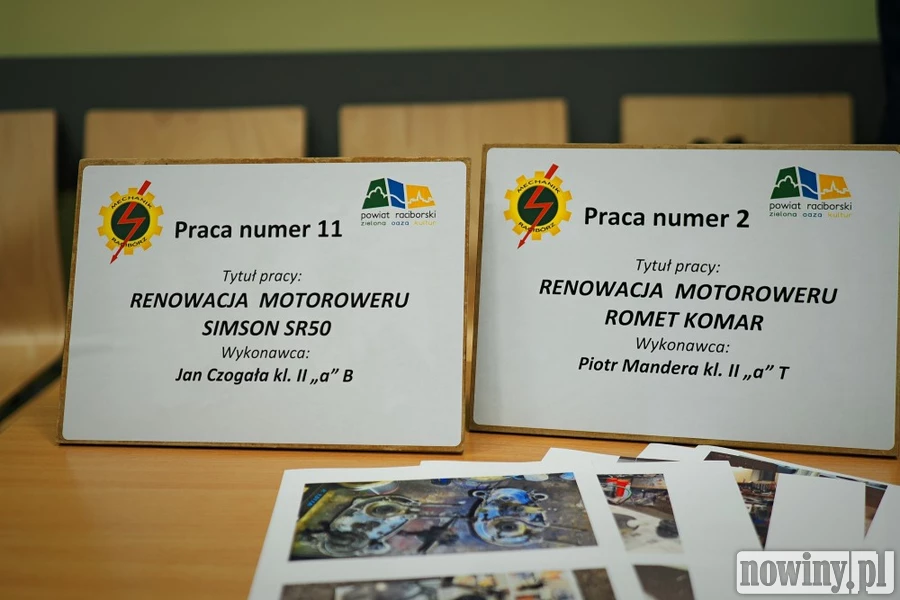 MECHANIK
RACIBÓRZ
powiat raciborski
zielona oaza kultur
Praca numer 11
Tytuł pracy:
RENOWACJA MOTOROWERU
SIMSON SR50
Wykonawca:
Jan Czogała kl. II „a” B
MECHANIK
RACIBÓRZ
powiat raciborski
zielona oaza kultur
Praca numer 2
Tytuł pracy:
RENOWACJA MOTOROWERU
ROMET KOMAR
Wykonawca:
Piotr Mandera kl. II „a” T
nowiny.pl